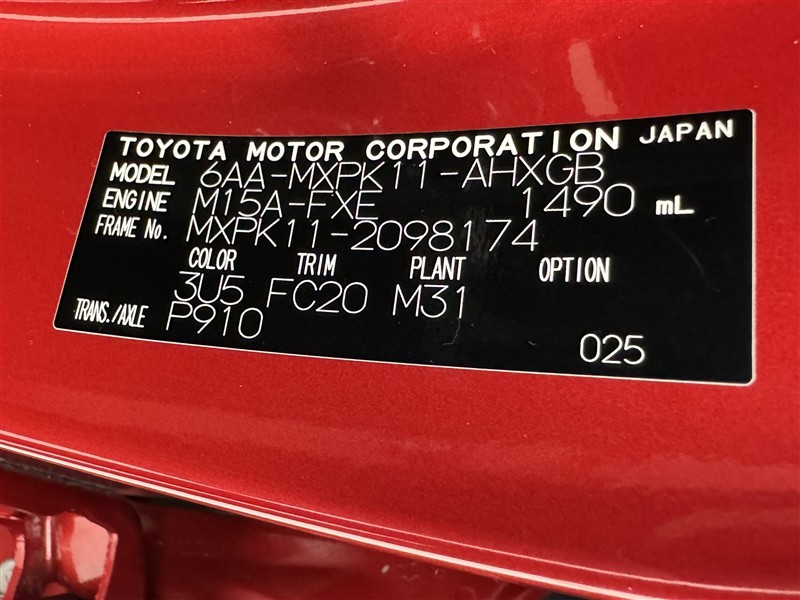 TOYOTA MOTOR CORPORATION JAPAN
MODEL 6AA-MXPK11-AHXGB
ENGINE M15A-FXE 1490 mL
FRAME No. MXPK11-2098174
COLOR TRIM PLANT OPTION
3U5 FC20 M31
TRANS./AXLE P910
025